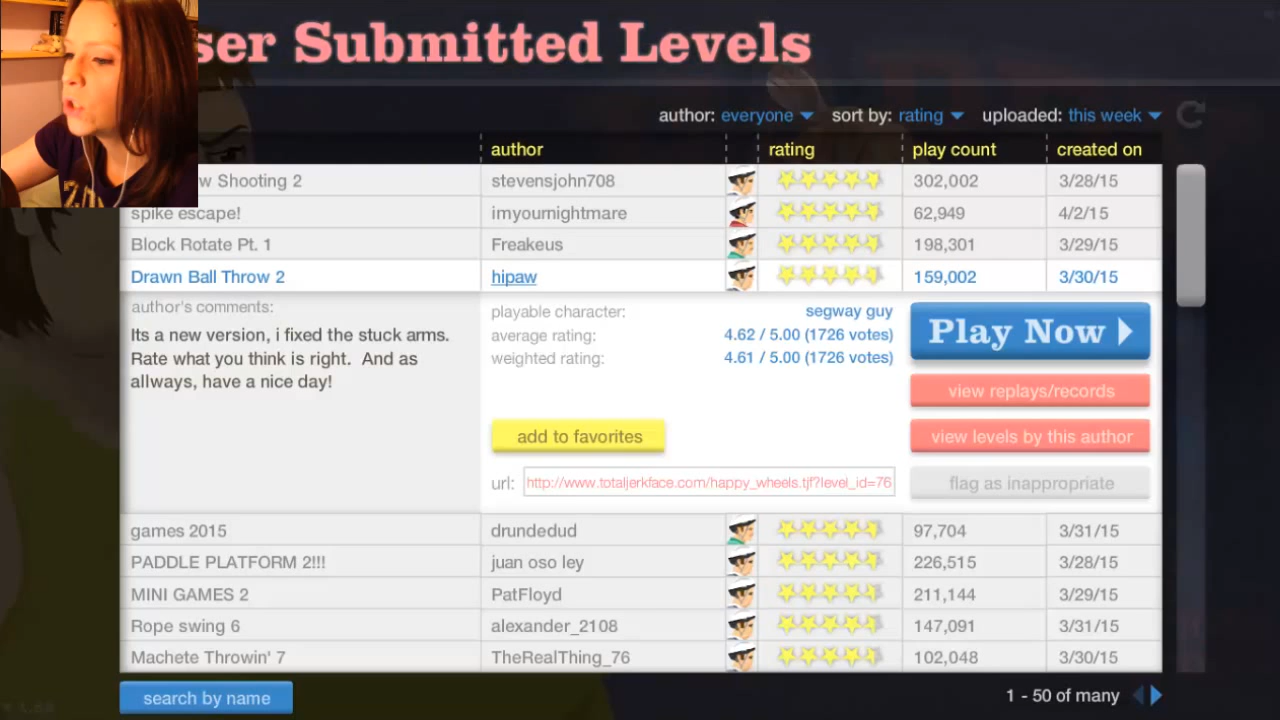 ser Submitted Levels
author: everyone sort by: rating uploaded: this week
author rating play count created on
w Shooting 2 stevensjohn708 302,002 3/28/15
spike escape! imyournightmare 62,949 4/2/15
Block Rotate Pt. 1 Freakeus 198,301 3/29/15
Drawn Ball Throw 2 hipaw 159,002 3/30/15
author's comments:
Its a new version, i fixed the stuck arms.
Rate what you think is right. And as
allways, have a nice day!
playable character: segway guy
average rating: 4.62 / 5.00 (1726 votes)
weighted rating: 4.61 / 5.00 (1726 votes)
Play Now
view replays/records
add to favorites
view levels by this author
url: http://www.totaljerkface.com/happy_wheels.tjf?level_id=76
flag as inappropriate
games 2015 drundedud 97,704 3/31/15
PADDLE PLATFORM 2!!! juan oso ley 226,515 3/28/15
MINI GAMES 2 PatFloyd 211,144 3/29/15
Rope swing 6 alexander_2108 147,091 3/31/15
Machete Throwin' 7 TheRealThing_76 102,048 3/30/15
search by name
1 - 50 of many